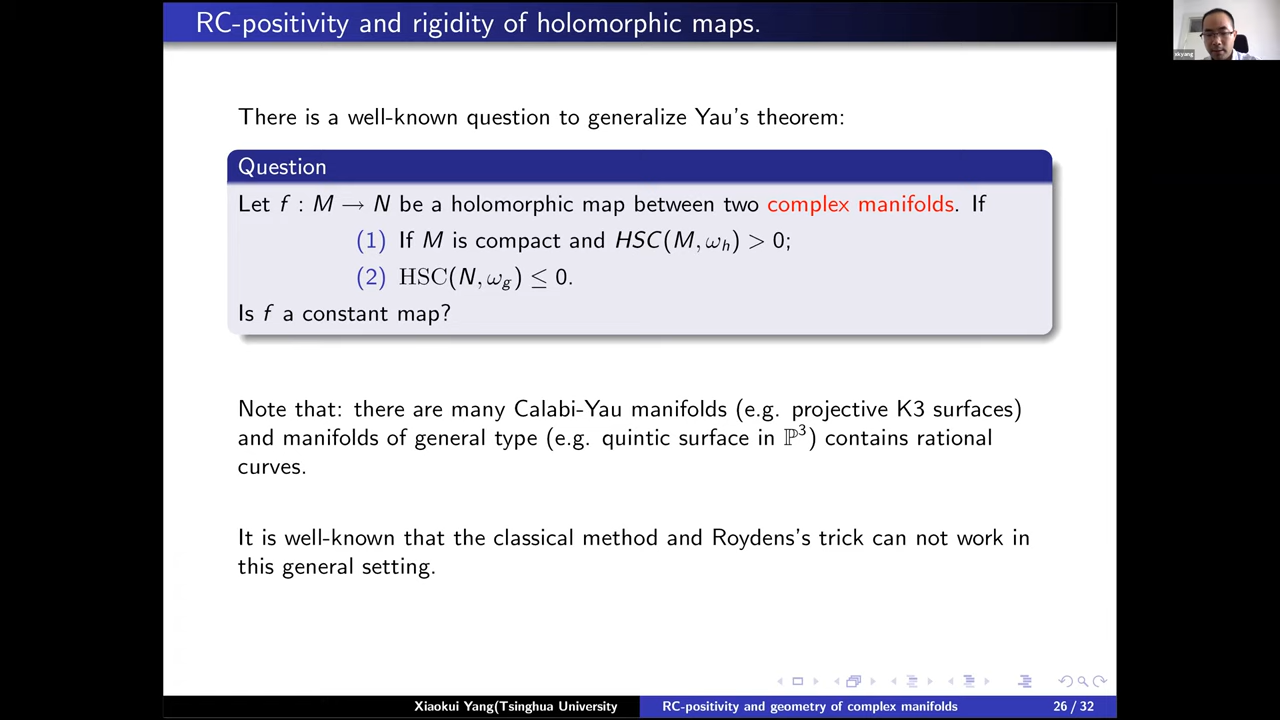 RC-positivity and rigidity of holomorphic maps.
xkyang
There is a well-known question to generalize Yau's theorem:
Question
Let f : M → N be a holomorphic map between two complex manifolds. If
(1) If M is compact and HSC(M, ωₕ) > 0;
(2) HSC(N, ω_g) ≤ 0.
Is f a constant map?
Note that: there are many Calabi-Yau manifolds (e.g. projective K3 surfaces)
and manifolds of general type (e.g. quintic surface in ℙ³) contains rational
curves.
It is well-known that the classical method and Roydens's trick can not work in
this general setting.
Xiaokui Yang(Tsinghua University
RC-positivity and geometry of complex manifolds
26 / 32